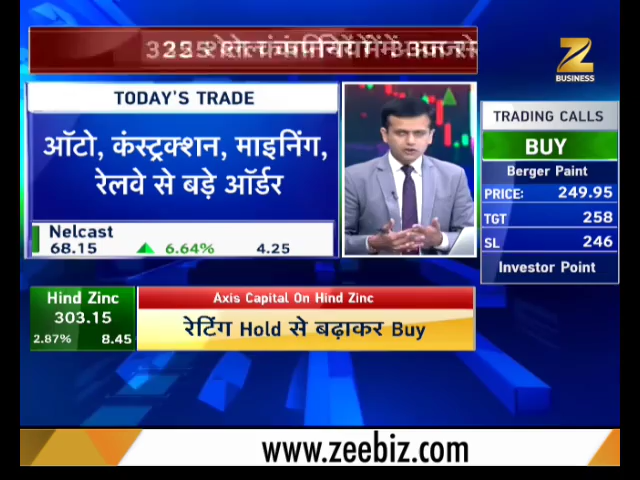 Z
ZEE
BUSINESS
TODAY'S TRADE
ऑटो, कंस्ट्रक्शन, माइनिंग,
रेलवे से बड़े ऑर्डर
Nelcast
68.15 6.64% 4.25
TRADING CALLS
BUY
Berger Paint
PRICE: 249.95
TGT 258
SL 246
Investor Point
Hind Zinc
303.15
2.87% 8.45
Axis Capital On Hind Zinc
रेटिंग Hold से बढ़ाकर Buy
www.zeebiz.com